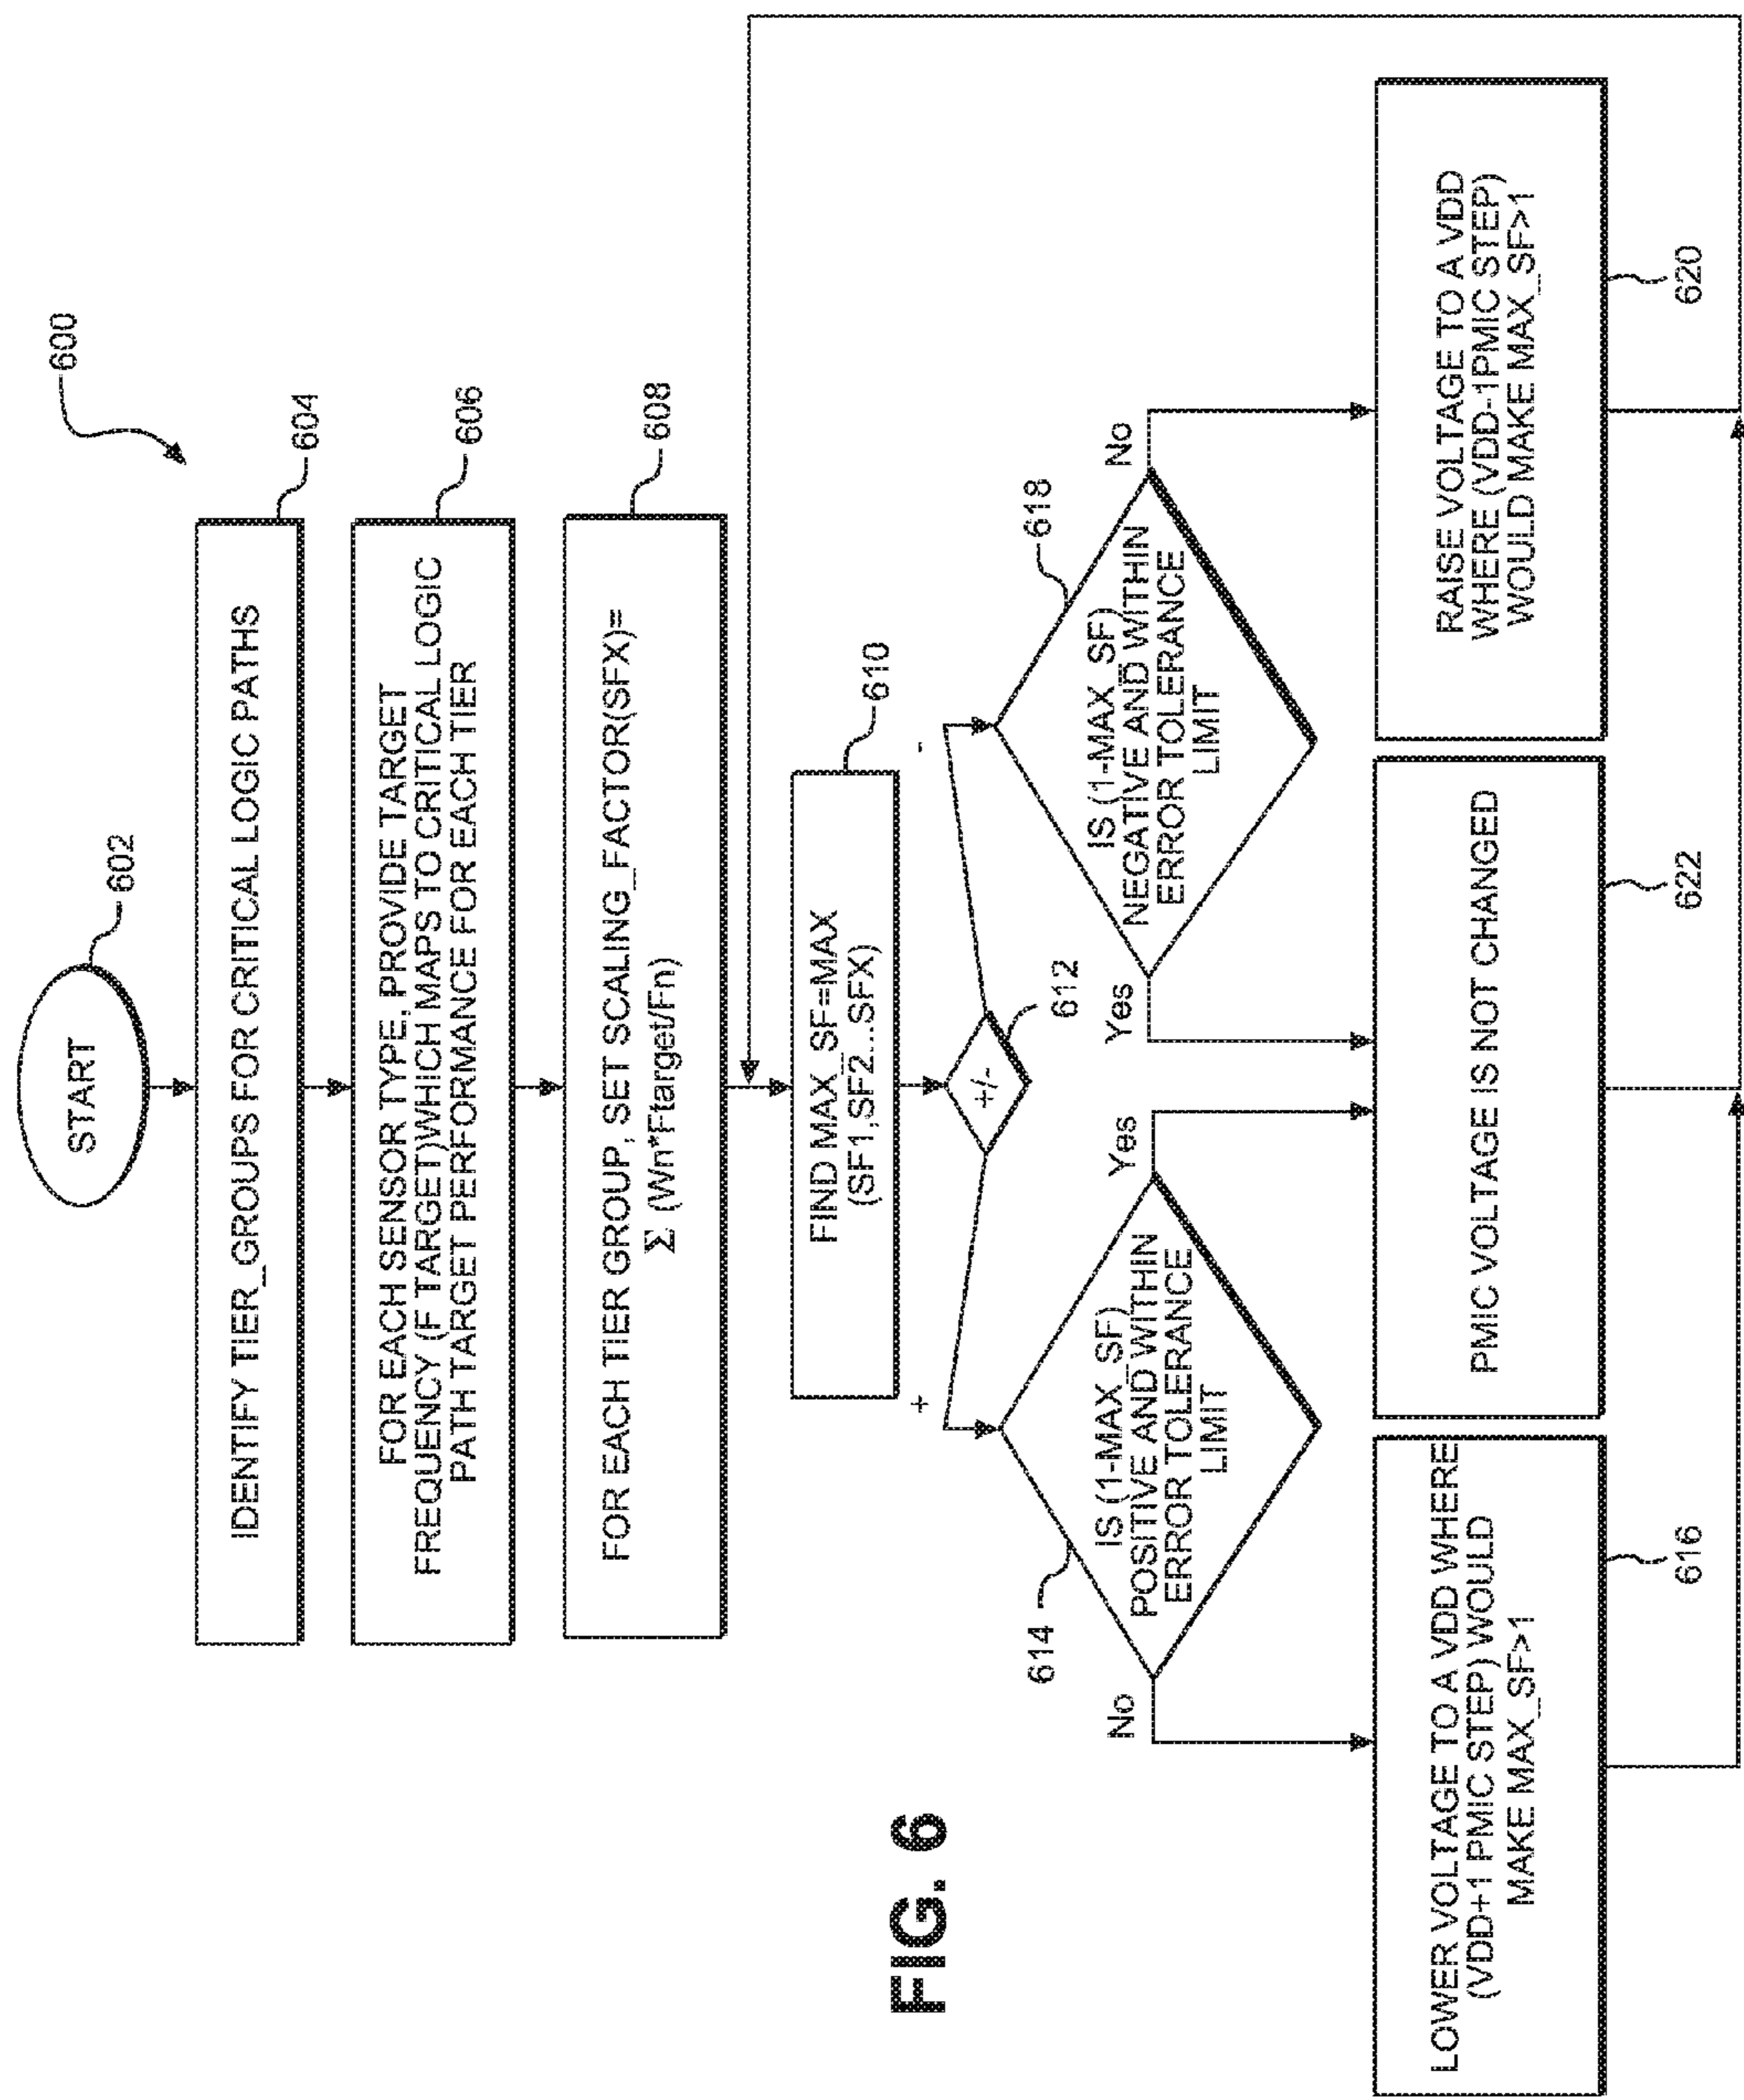 600
START
602
IDENTIFY TIER_GROUPS FOR CRITICAL LOGIC PATHS
604
FOR EACH SENSOR TYPE, PROVIDE TARGET
FREQUENCY (F TARGET)WHICH MAPS TO CRITICAL LOGIC
PATH TARGET PERFORMANCE FOR EACH TIER
606
FOR EACH TIER GROUP, SET SCALING_FACTOR(SFX)=
Σ (Wn*Ftarget/Fn)
608
FIND MAX_SF=MAX
(SF1,SF2...SFX)
610
+/-
612
+
-
IS (1-MAX_SF)
POSITIVE AND WITHIN
ERROR TOLERANCE
LIMIT
614
No
Yes
IS (1-MAX_SF)
NEGATIVE AND WITHIN
ERROR TOLERANCE
LIMIT
618
Yes
No
LOWER VOLTAGE TO A VDD WHERE
(VDD+1 PMIC STEP) WOULD
MAKE MAX_SF>1
616
PMIC VOLTAGE IS NOT CHANGED
622
RAISE VOLTAGE TO A VDD
WHERE (VDD-1PMIC STEP)
WOULD MAKE MAX_SF>1
620
FIG. 6